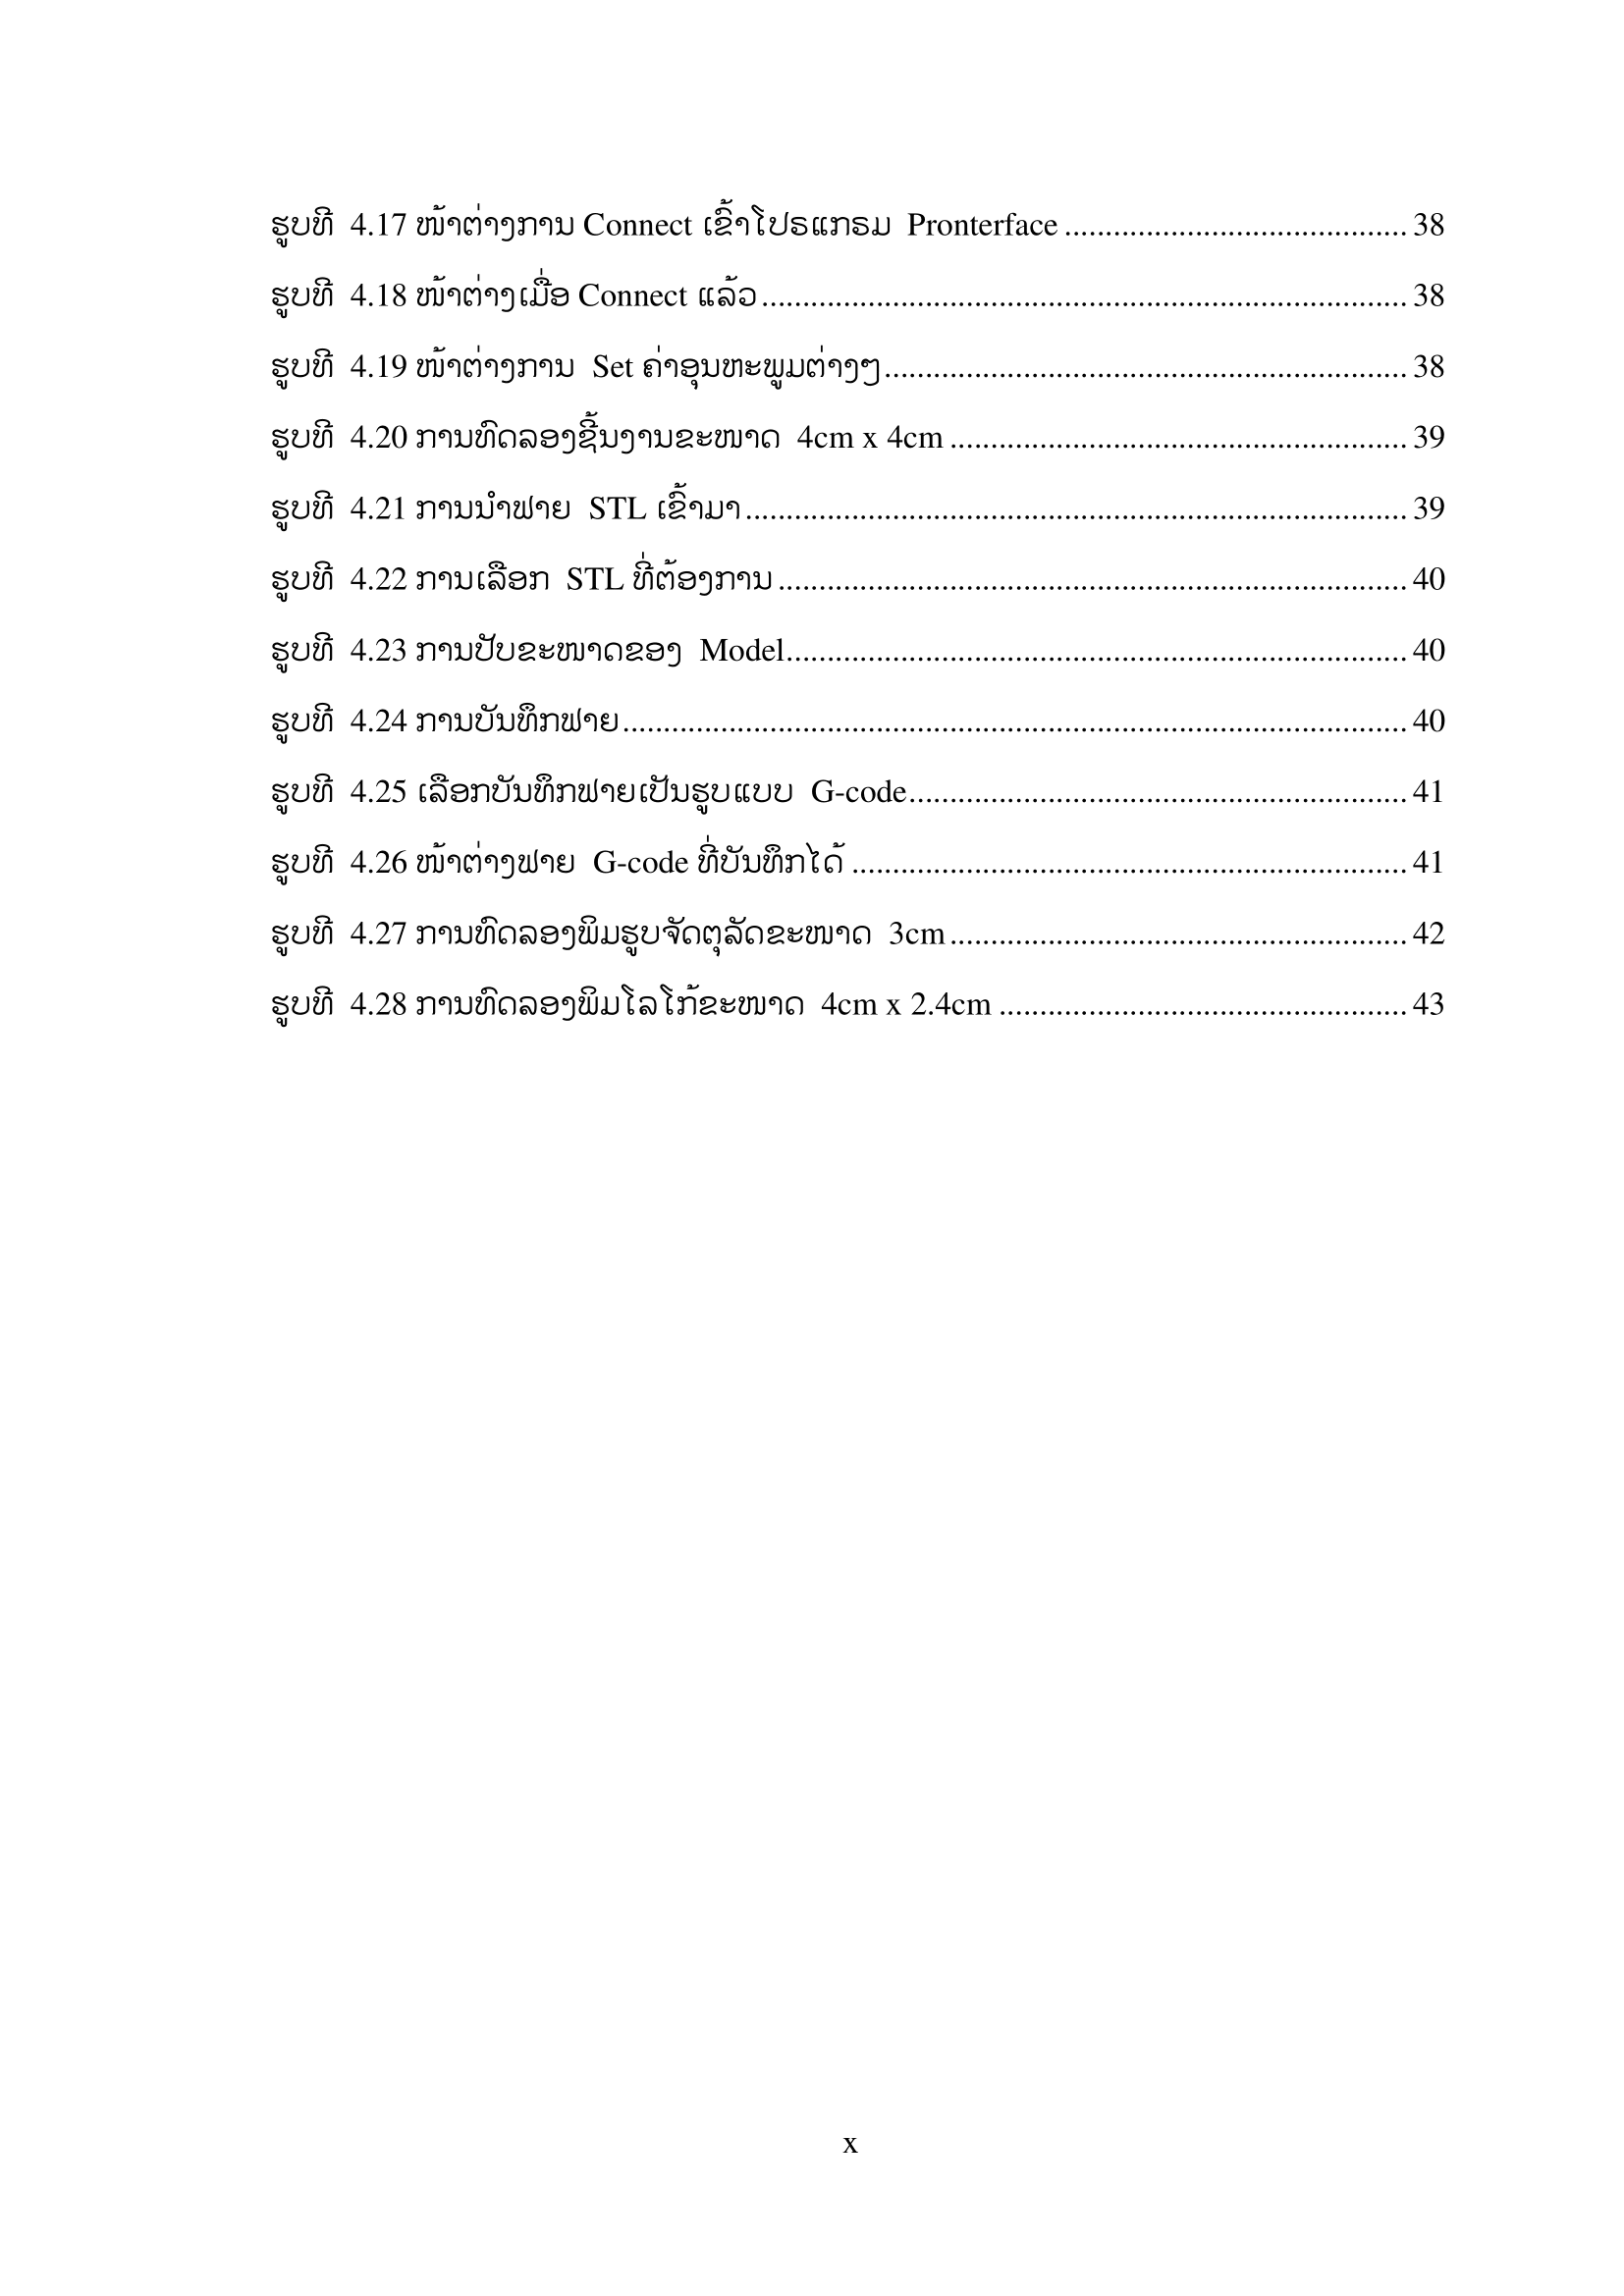 ຮູບທີ 4.17 ໜ້າຕ່າງການ Connect ເຂົ້າໂປຣແກຣມ Pronterface .......................................... 38
ຮູບທີ 4.18 ໜ້າຕ່າງເມື່ອ Connect ແລ້ວ............................................................................... 38
ຮູບທີ 4.19 ໜ້າຕ່າງການ Set ຄ່າອຸນຫະພູມຕ່າງໆ................................................................ 38
ຮູບທີ 4.20 ການທົດລອງຊິ້ນງານຂະໜາດ 4cm x 4cm ........................................................ 39
ຮູບທີ 4.21 ການນໍາຟາຍ STL ເຂົ້າມາ................................................................................. 39
ຮູບທີ 4.22 ການເລືອກ STL ທີ່ຕ້ອງການ ............................................................................. 40
ຮູບທີ 4.23 ການປັບຂະໜາດຂອງ Model............................................................................ 40
ຮູບທີ 4.24 ການບັນທຶກຟາຍ................................................................................................ 40
ຮູບທີ 4.25 ເລືອກບັນທຶກຟາຍເປັນຮູບແບບ G-code............................................................. 41
ຮູບທີ 4.26 ໜ້າຕ່າງຟາຍ G-code ທີ່ບັນທຶກໄດ້ .................................................................... 41
ຮູບທີ 4.27 ການທົດລອງພິມຮູບຈັດຕຸລັດຂະໜາດ 3cm........................................................ 42
ຮູບທີ 4.28 ການທົດລອງພິມໂລໂກ້ຂະໜາດ 4cm x 2.4cm .................................................. 43
x